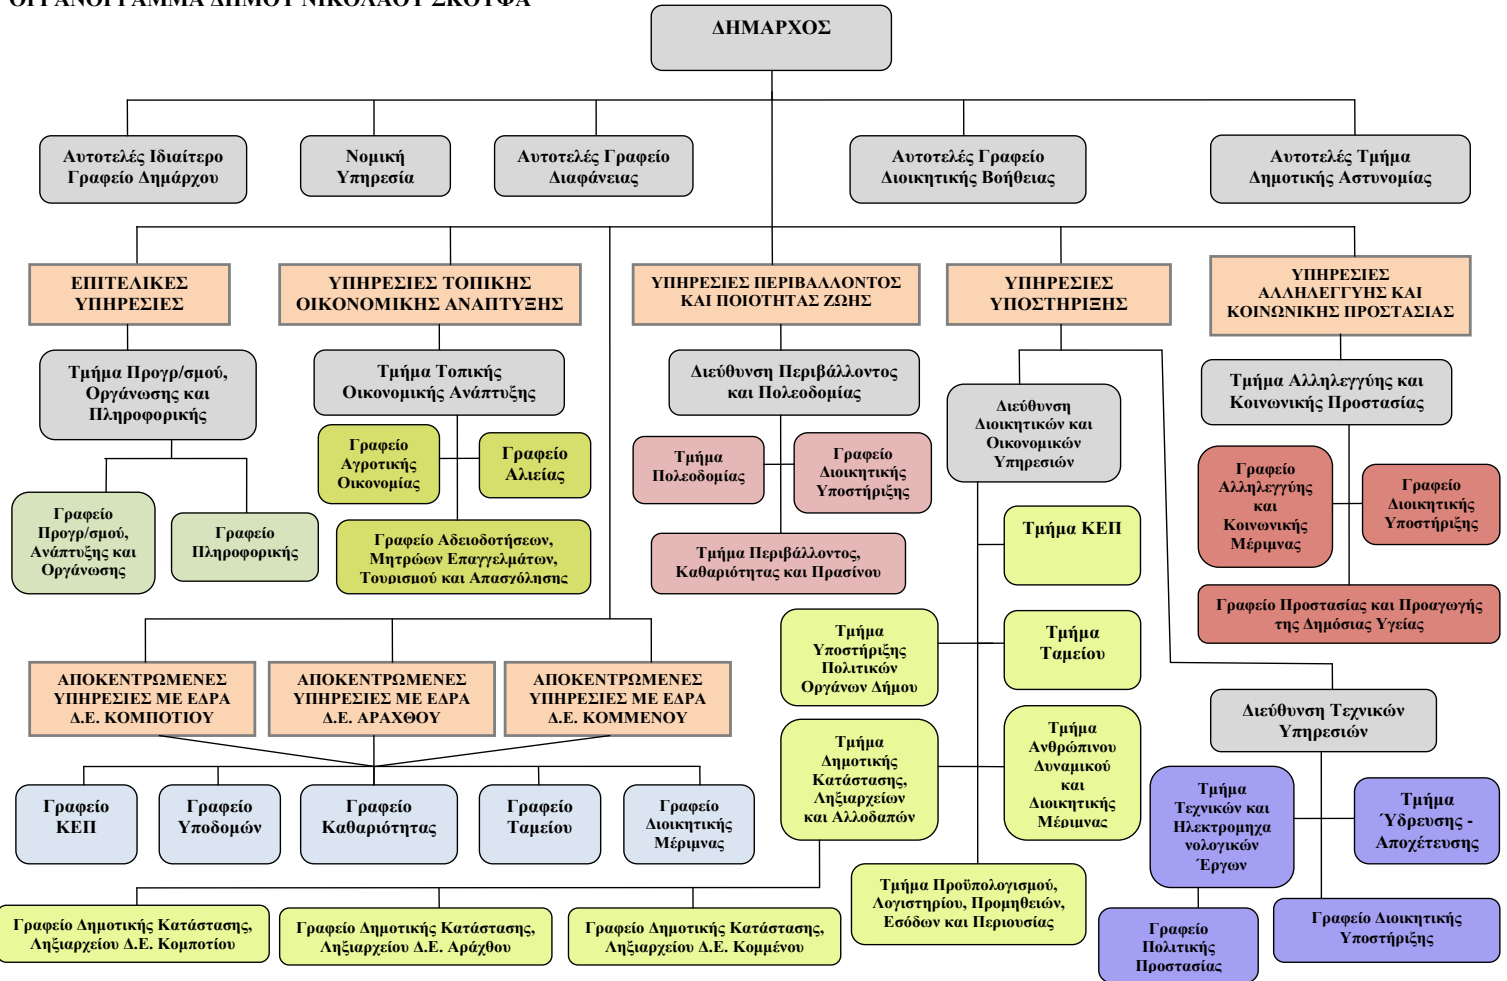 ΟΡΓΑΝΟΓΡΑΜΜΑ ΔΗΜΟΥ ΝΙΚΟΛΑΟΥ ΣΚΟΥΦΑ
ΔΗΜΑΡΧΟΣ
Αυτοτελές Ιδιαίτερο
Γραφείο Δημάρχου
Νομική
Υπηρεσία
Αυτοτελές Γραφείο
Διαφάνειας
Αυτοτελές Γραφείο
Διοικητικής Βοήθειας
Αυτοτελές Τμήμα
Δημοτικής Αστυνομίας
ΕΠΙΤΕΛΙΚΕΣ
ΥΠΗΡΕΣΙΕΣ
ΥΠΗΡΕΣΙΕΣ ΤΟΠΙΚΗΣ
ΟΙΚΟΝΟΜΙΚΗΣ ΑΝΑΠΤΥΞΗΣ
ΥΠΗΡΕΣΙΕΣ ΠΕΡΙΒΑΛΛΟΝΤΟΣ
ΚΑΙ ΠΟΙΟΤΗΤΑΣ ΖΩΗΣ
ΥΠΗΡΕΣΙΕΣ
ΥΠΟΣΤΗΡΙΞΗΣ
ΥΠΗΡΕΣΙΕΣ
ΑΛΛΗΛΕΓΓΥΗΣ ΚΑΙ
ΚΟΙΝΩΝΙΚΗΣ ΠΡΟΣΤΑΣΙΑΣ
Τμήμα Προγρ/σμού,
Οργάνωσης και
Πληροφορικής
Τμήμα Τοπικής
Οικονομικής Ανάπτυξης
Διεύθυνση Περιβάλλοντος
και Πολεοδομίας
Διεύθυνση
Διοικητικών και
Οικονομικών
Υπηρεσιών
Τμήμα Αλληλεγγύης και
Κοινωνικής Προστασίας
Γραφείο
Αγροτικής
Οικονομίας
Γραφείο
Αλιείας
Τμήμα
Πολεοδομίας
Γραφείο
Διοικητικής
Υποστήριξης
Γραφείο
Αλληλεγγύης
και
Κοινωνικής
Μέριμνας
Γραφείο
Διοικητικής
Υποστήριξης
Γραφείο
Προγρ/σμού,
Ανάπτυξης και
Οργάνωσης
Γραφείο
Πληροφορικής
Γραφείο Αδειοδοτήσεων,
Μητρώων Επαγγελμάτων,
Τουρισμού και Απασχόλησης
Τμήμα Περιβάλλοντος,
Καθαριότητας και Πρασίνου
Τμήμα ΚΕΠ
Γραφείο Προστασίας και Προαγωγής
της Δημόσιας Υγείας
Τμήμα
Υποστήριξης
Πολιτικών
Οργάνων Δήμου
Τμήμα
Ταμείου
ΑΠΟΚΕΝΤΡΩΜΕΝΕΣ
ΥΠΗΡΕΣΙΕΣ ΜΕ ΕΔΡΑ
Δ.Ε. ΚΟΜΠΟΤΙΟΥ
ΑΠΟΚΕΝΤΡΩΜΕΝΕΣ
ΥΠΗΡΕΣΙΕΣ ΜΕ ΕΔΡΑ
Δ.Ε. ΑΡΑΧΘΟΥ
ΑΠΟΚΕΝΤΡΩΜΕΝΕΣ
ΥΠΗΡΕΣΙΕΣ ΜΕ ΕΔΡΑ
Δ.Ε. ΚΟΜΜΕΝΟΥ
Διεύθυνση Τεχνικών
Υπηρεσιών
Τμήμα
Δημοτικής
Κατάστασης,
Ληξιαρχείων
και Αλλοδαπών
Τμήμα
Ανθρώπινου
Δυναμικού
και
Διοικητικής
Μέριμνας
Γραφείο
ΚΕΠ
Γραφείο
Υποδομών
Γραφείο
Καθαριότητας
Γραφείο
Ταμείου
Γραφείο
Διοικητικής
Μέριμνας
Τμήμα
Τεχνικών και
Ηλεκτρομηχα
νολογικών
Έργων
Τμήμα
Ύδρευσης -
Αποχέτευσης
Τμήμα Προϋπολογισμού,
Λογιστηρίου, Προμηθειών,
Εσόδων και Περιουσίας
Γραφείο Δημοτικής Κατάστασης,
Ληξιαρχείου Δ.Ε. Κομποτίου
Γραφείο Δημοτικής Κατάστασης,
Ληξιαρχείου Δ.Ε. Αράχθου
Γραφείο Δημοτικής Κατάστασης,
Ληξιαρχείου Δ.Ε. Κομμένου
Γραφείο
Πολιτικής
Προστασίας
Γραφείο Διοικητικής
Υποστήριξης